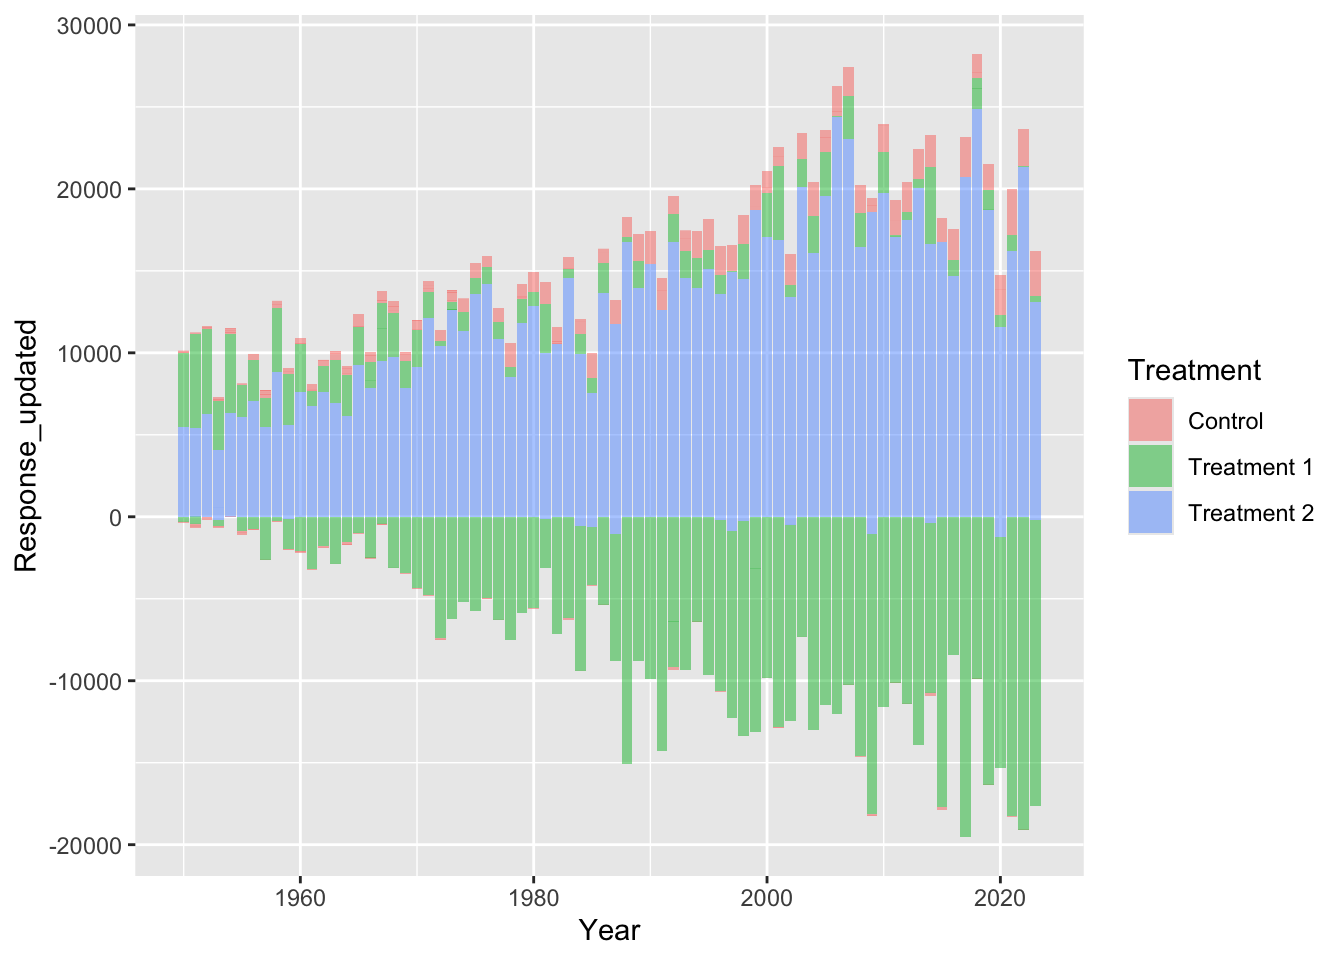 30000
20000
10000
0
-10000
-20000
Response_updated
1960
1980
2000
2020
Year
Treatment
Control
Treatment 1
Treatment 2